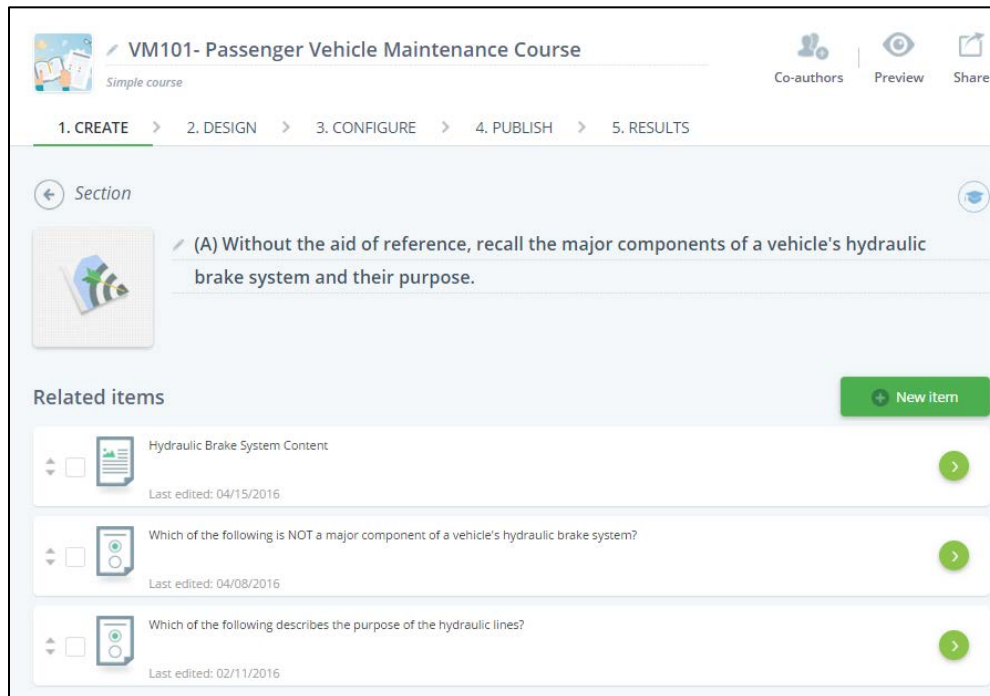 VM101- Passenger Vehicle Maintenance Course
Simple course
Co-authors
Preview
Share
1. CREATE > 2. DESIGN > 3. CONFIGURE > 4. PUBLISH > 5. RESULTS
Section
(A) Without the aid of reference, recall the major components of a vehicle's hydraulic
brake system and their purpose.
Related items
New item
Hydraulic Brake System Content
Last edited: 04/15/2016
Which of the following is NOT a major component of a vehicle's hydraulic brake system?
Last edited: 04/08/2016
Which of the following describes the purpose of the hydraulic lines?
Last edited: 02/11/2016